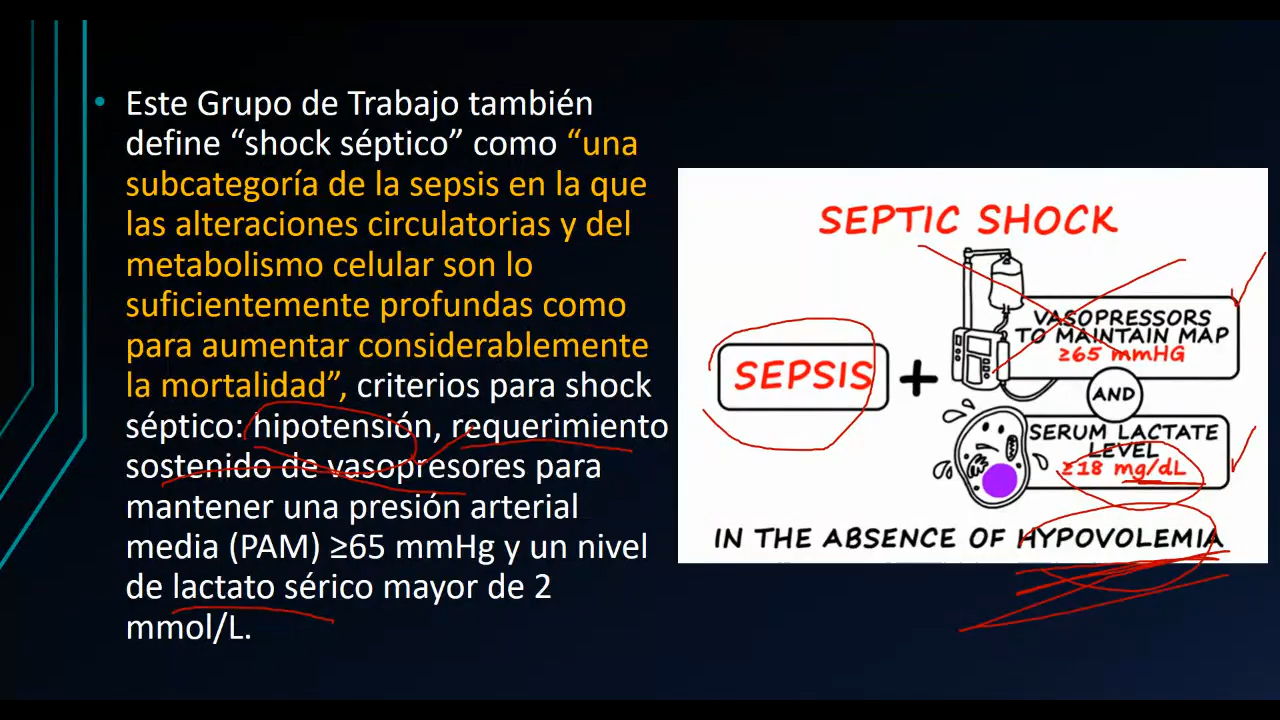 • Este Grupo de Trabajo también
define “shock séptico” como “una
subcategoría de la sepsis en la que
las alteraciones circulatorias y del
metabolismo celular son lo
suficientemente profundas como
para aumentar considerablemente
la mortalidad”, criterios para shock
séptico: hipotensión, requerimiento
sostenido de vasopresores para
mantener una presión arterial
media (PAM) ≥65 mmHg y un nivel
de lactato sérico mayor de 2
mmol/L.
SEPTIC SHOCK
SEPSIS
+
VASOPRESSORS
TO MAINTAIN MAP
≥65 mmHG
AND
SERUM LACTATE
LEVEL
≥18 mg/dL
IN THE ABSENCE OF HYPOVOLEMIA